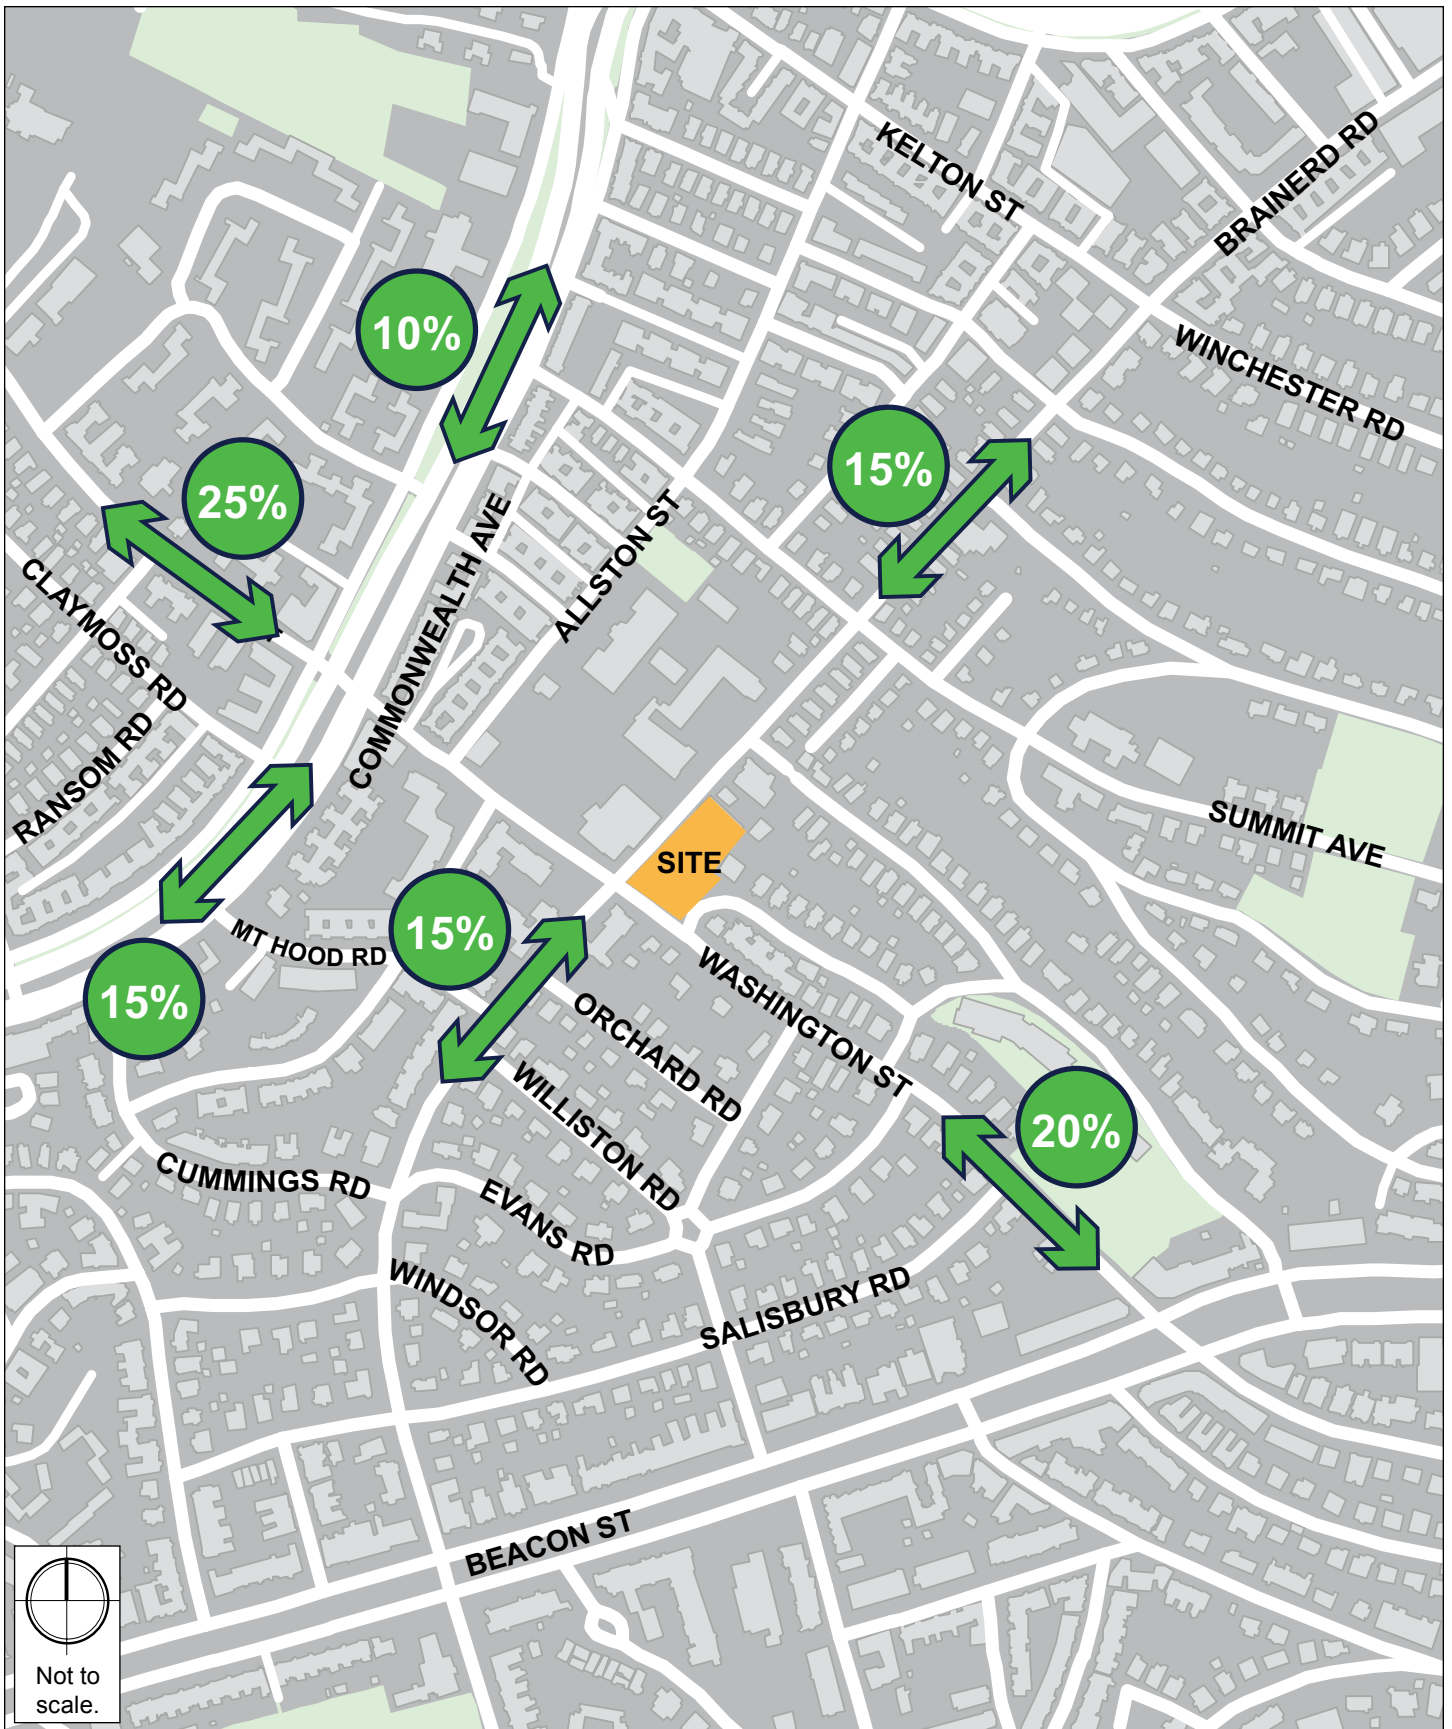 KELTON ST
BRAINERD RD
10%
WINCHESTER RD
15%
25%
COMMONWEALTH AVE
ALLSTON ST
CLAYMOSS RD
RANSOM RD
SUMMIT AVE
SITE
15%
MT HOOD RD
15%
WASHINGTON ST
ORCHARD RD
WILLISTON RD
20%
CUMMINGS RD
EVANS RD
WINDSOR RD
SALISBURY RD
BEACON ST
Not to
scale.